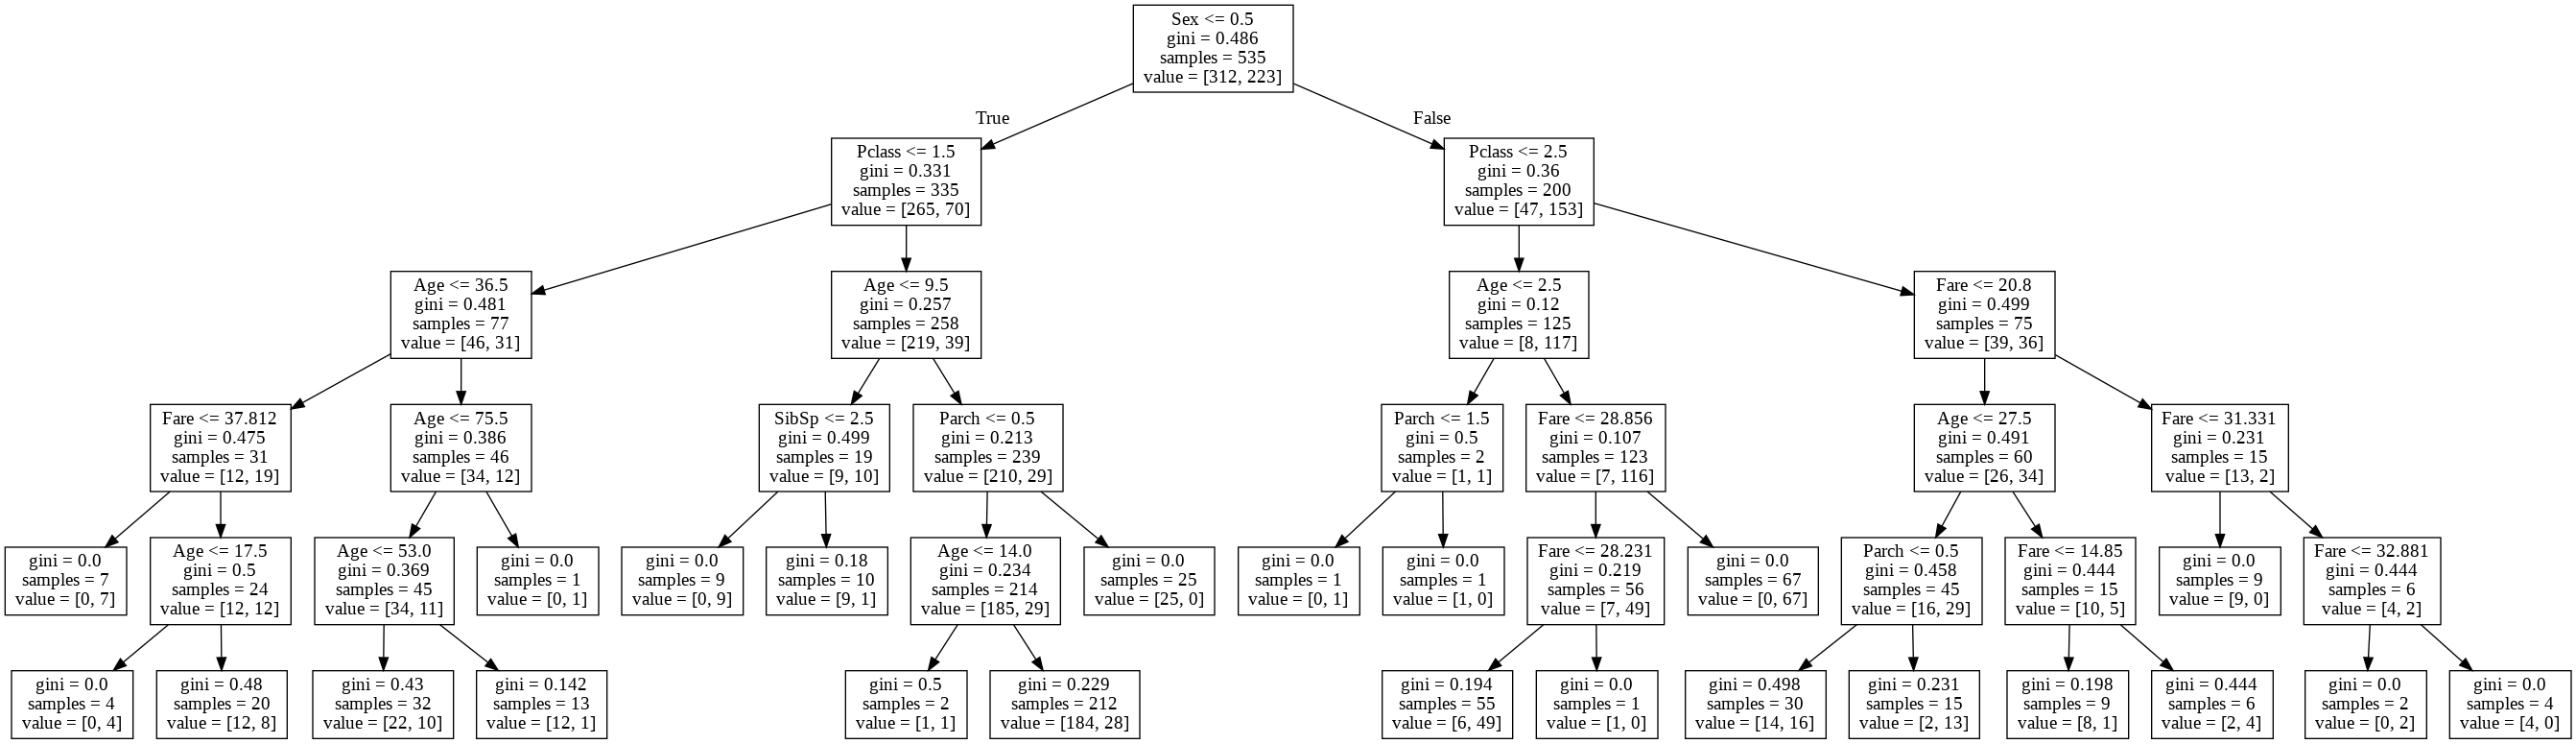 Sex <= 0.5
gini = 0.486
samples = 535
value = [312, 223]
True
False
Pclass <= 1.5
gini = 0.331
samples = 335
value = [265, 70]
Pclass <= 2.5
gini = 0.36
samples = 200
value = [47, 153]
Age <= 36.5
gini = 0.481
samples = 77
value = [46, 31]
Age <= 9.5
gini = 0.257
samples = 258
value = [219, 39]
Age <= 2.5
gini = 0.12
samples = 125
value = [8, 117]
Fare <= 20.8
gini = 0.499
samples = 75
value = [39, 36]
Fare <= 37.812
gini = 0.475
samples = 31
value = [12, 19]
Age <= 75.5
gini = 0.386
samples = 46
value = [34, 12]
SibSp <= 2.5
gini = 0.499
samples = 19
value = [9, 10]
Parch <= 0.5
gini = 0.213
samples = 239
value = [210, 29]
Parch <= 1.5
gini = 0.5
samples = 2
value = [1, 1]
Fare <= 28.856
gini = 0.107
samples = 123
value = [7, 116]
Age <= 27.5
gini = 0.491
samples = 60
value = [26, 34]
Fare <= 31.331
gini = 0.231
samples = 15
value = [13, 2]
gini = 0.0
samples = 7
value = [0, 7]
Age <= 17.5
gini = 0.5
samples = 24
value = [12, 12]
Age <= 53.0
gini = 0.369
samples = 45
value = [34, 11]
gini = 0.0
samples = 1
value = [0, 1]
gini = 0.0
samples = 9
value = [0, 9]
gini = 0.18
samples = 10
value = [9, 1]
Age <= 14.0
gini = 0.234
samples = 214
value = [185, 29]
gini = 0.0
samples = 25
value = [25, 0]
gini = 0.0
samples = 1
value = [0, 1]
gini = 0.0
samples = 1
value = [1, 0]
Fare <= 28.231
gini = 0.219
samples = 56
value = [7, 49]
gini = 0.0
samples = 67
value = [0, 67]
Parch <= 0.5
gini = 0.458
samples = 45
value = [16, 29]
Fare <= 14.85
gini = 0.444
samples = 15
value = [10, 5]
gini = 0.0
samples = 9
value = [9, 0]
Fare <= 32.881
gini = 0.444
samples = 6
value = [4, 2]
gini = 0.0
samples = 4
value = [0, 4]
gini = 0.48
samples = 20
value = [12, 8]
gini = 0.43
samples = 32
value = [22, 10]
gini = 0.142
samples = 13
value = [12, 1]
gini = 0.5
samples = 2
value = [1, 1]
gini = 0.229
samples = 212
value = [184, 28]
gini = 0.194
samples = 55
value = [6, 49]
gini = 0.0
samples = 1
value = [1, 0]
gini = 0.498
samples = 30
value = [14, 16]
gini = 0.231
samples = 15
value = [2, 13]
gini = 0.198
samples = 9
value = [8, 1]
gini = 0.444
samples = 6
value = [2, 4]
gini = 0.0
samples = 2
value = [0, 2]
gini = 0.0
samples = 4
value = [4, 0]